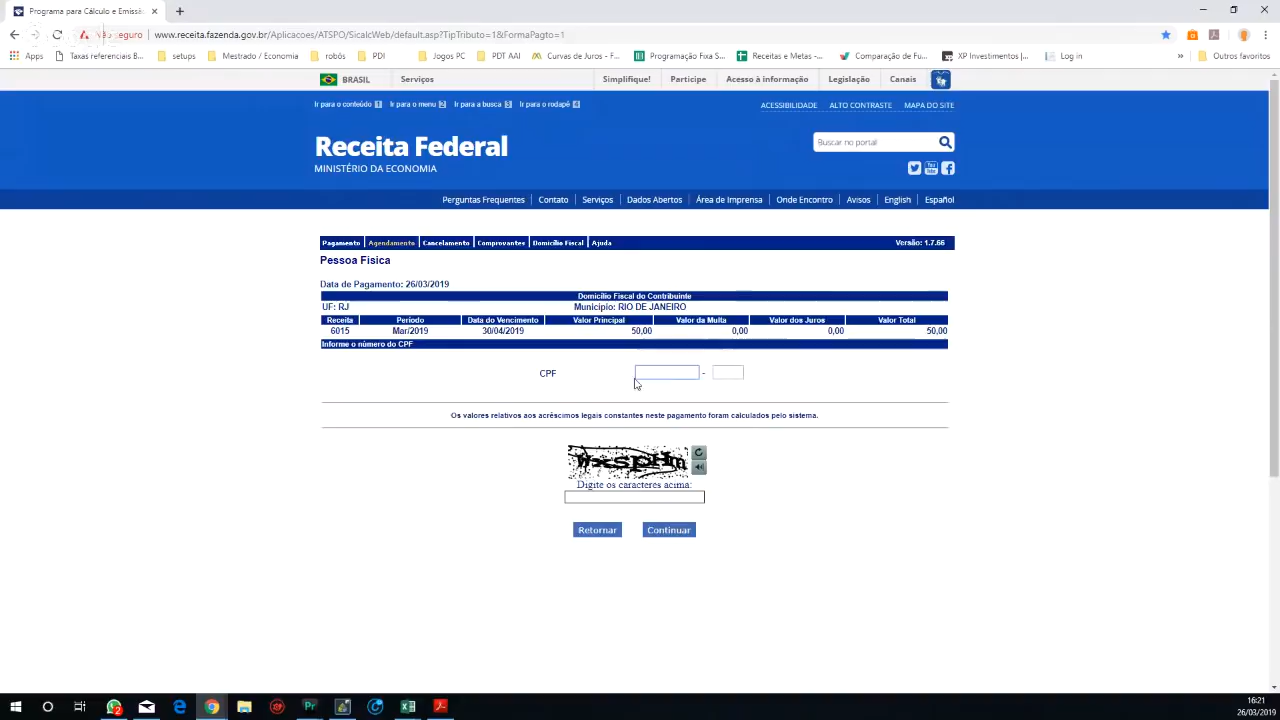 Programa para Cálculo e Emissã
Não seguro
www.receita.fazenda.gov.br/Aplicacoes/ATSPO/SicalcWeb/default.asp?TipTributo=1&FormaPagto=1
Apps Taxas referenciais B... setups Mestrado / Economia robôs PDI Jogos PC PDT AAI Curvas de Juros - F... Programação Fixa S... Receitas e Metas -... Comparação de Fu... XP Investimentos |... Log in » Outros favoritos
BRASIL Serviços Simplifique! Participe Acesso à informação Legislação Canais
Ir para o conteúdo 1 Ir para o menu 2 Ir para a busca 3 Ir para o rodapé 4 ACESSIBILIDADE ALTO CONTRASTE MAPA DO SITE
Receita Federal
Buscar no portal
MINISTÉRIO DA ECONOMIA
You Tube
Perguntas Frequentes Contato Serviços Dados Abertos Área de Imprensa Onde Encontro Avisos English Español
Pagamento Agendamento Cancelamento Comprovantes Domicílio Fiscal Ajuda Versão: 1.7.66
Pessoa Física
Data de Pagamento: 26/03/2019
Domicílio Fiscal do Contribuinte
UF: RJ Município: RIO DE JANEIRO
Receita Período Data do Vencimento Valor Principal Valor da Multa Valor dos Juros Valor Total
6015 Mar/2019 30/04/2019 50,00 0,00 0,00 50,00
Informe o número do CPF
CPF -
Os valores relativos aos acréscimos legais constantes neste pagamento foram calculados pelo sistema.
Digite os caracteres acima:
Retornar Continuar
2
16:21
26/03/2019